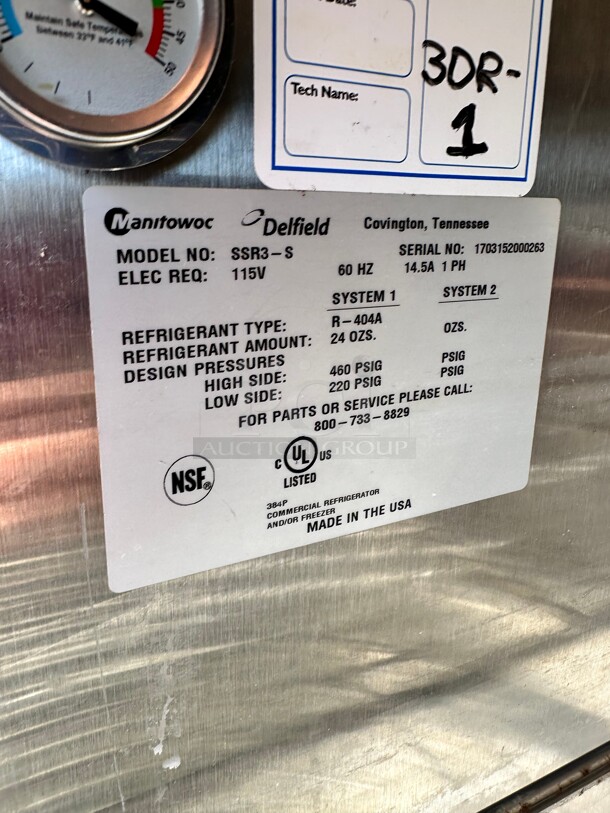 Maintain Safe Temperatures
between 33°F and 41°F
45
50
Date:
Tech Name:
3DR-
1
Manitowoc Delfield Covington, Tennessee
MODEL NO: SSR3-S SERIAL NO: 1703152000263
ELEC REQ: 115V 60 HZ 14.5A 1 PH
SYSTEM 1 SYSTEM 2
REFRIGERANT TYPE: R-404A
REFRIGERANT AMOUNT: 24 OZS. OZS.
DESIGN PRESSURES
HIGH SIDE: 460 PSIG PSIG
LOW SIDE: 220 PSIG PSIG
FOR PARTS OR SERVICE PLEASE CALL:
800-733-8829
AUCTION GROUP
NSF®
C UL US
LISTED
384P
COMMERCIAL REFRIGERATOR
AND/OR FREEZER
MADE IN THE USA